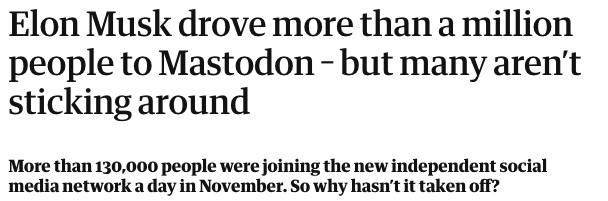 Elon Musk drove more than a million
people to Mastodon – but many aren’t
sticking around
More than 130,000 people were joining the new independent social
media network a day in November. So why hasn’t it taken off?